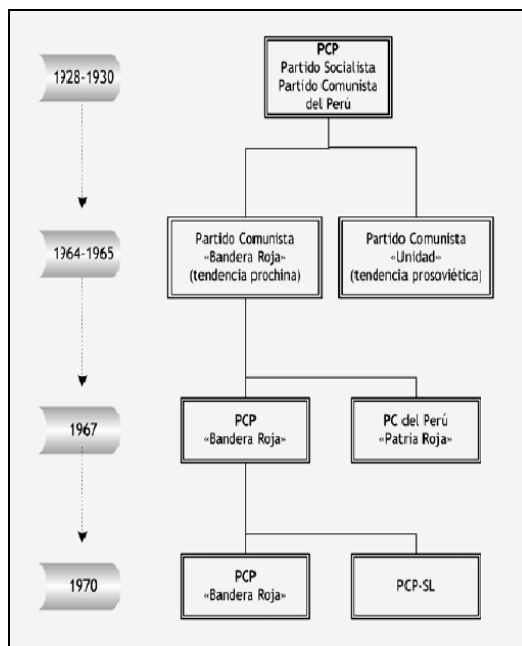 1928-1930
PCP
Partido Socialista
Partido Comunista
del Perú
1964-1965
Partido Comunista
«Bandera Roja»
(tendencia prochina)
Partido Comunista
«Unidad»
(tendencia prosoviética)
1967
PCP
«Bandera Roja»
PC del Perú
«Patria Roja»
1970
PCP
«Bandera Roja»
PCP-SL